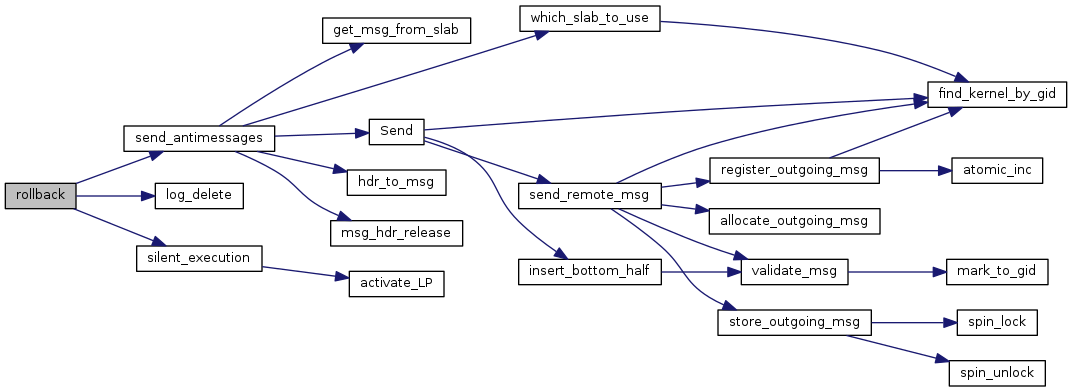 which_slab_to_use
get_msg_from_slab
find_kernel_by_gid
send_antimessages
Send
register_outgoing_msg
atomic_inc
hdr_to_msg
rollback
log_delete
send_remote_msg
allocate_outgoing_msg
msg_hdr_release
silent_execution
insert_bottom_half
validate_msg
mark_to_gid
activate_LP
store_outgoing_msg
spin_lock
spin_unlock